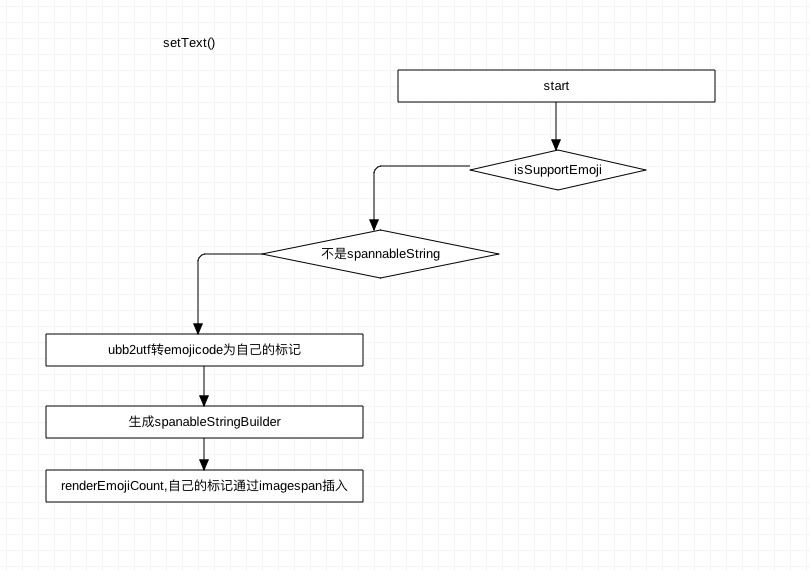 setText()
start
isSupportEmoji
不是spannableString
ubb2utf转emojicode为自己的标记
生成spanableStringBuilder
renderEmojiCount,自己的标记通过imagespan插入